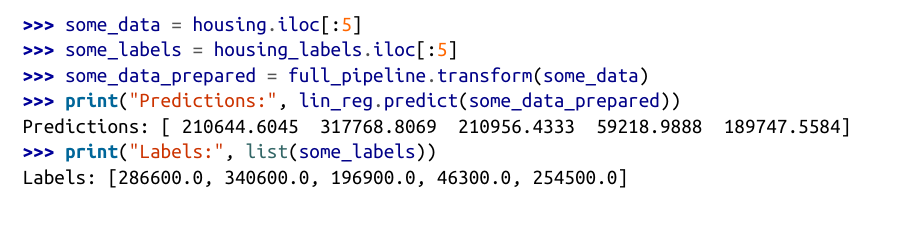 >>> some_data = housing.iloc[:5]
>>> some_labels = housing_labels.iloc[:5]
>>> some_data_prepared = full_pipeline.transform(some_data)
>>> print("Predictions:", lin_reg.predict(some_data_prepared))
Predictions: [ 210644.6045  317768.8069  210956.4333  59218.9888  189747.5584]
>>> print("Labels:", list(some_labels))
Labels: [286600.0, 340600.0, 196900.0, 46300.0, 254500.0]